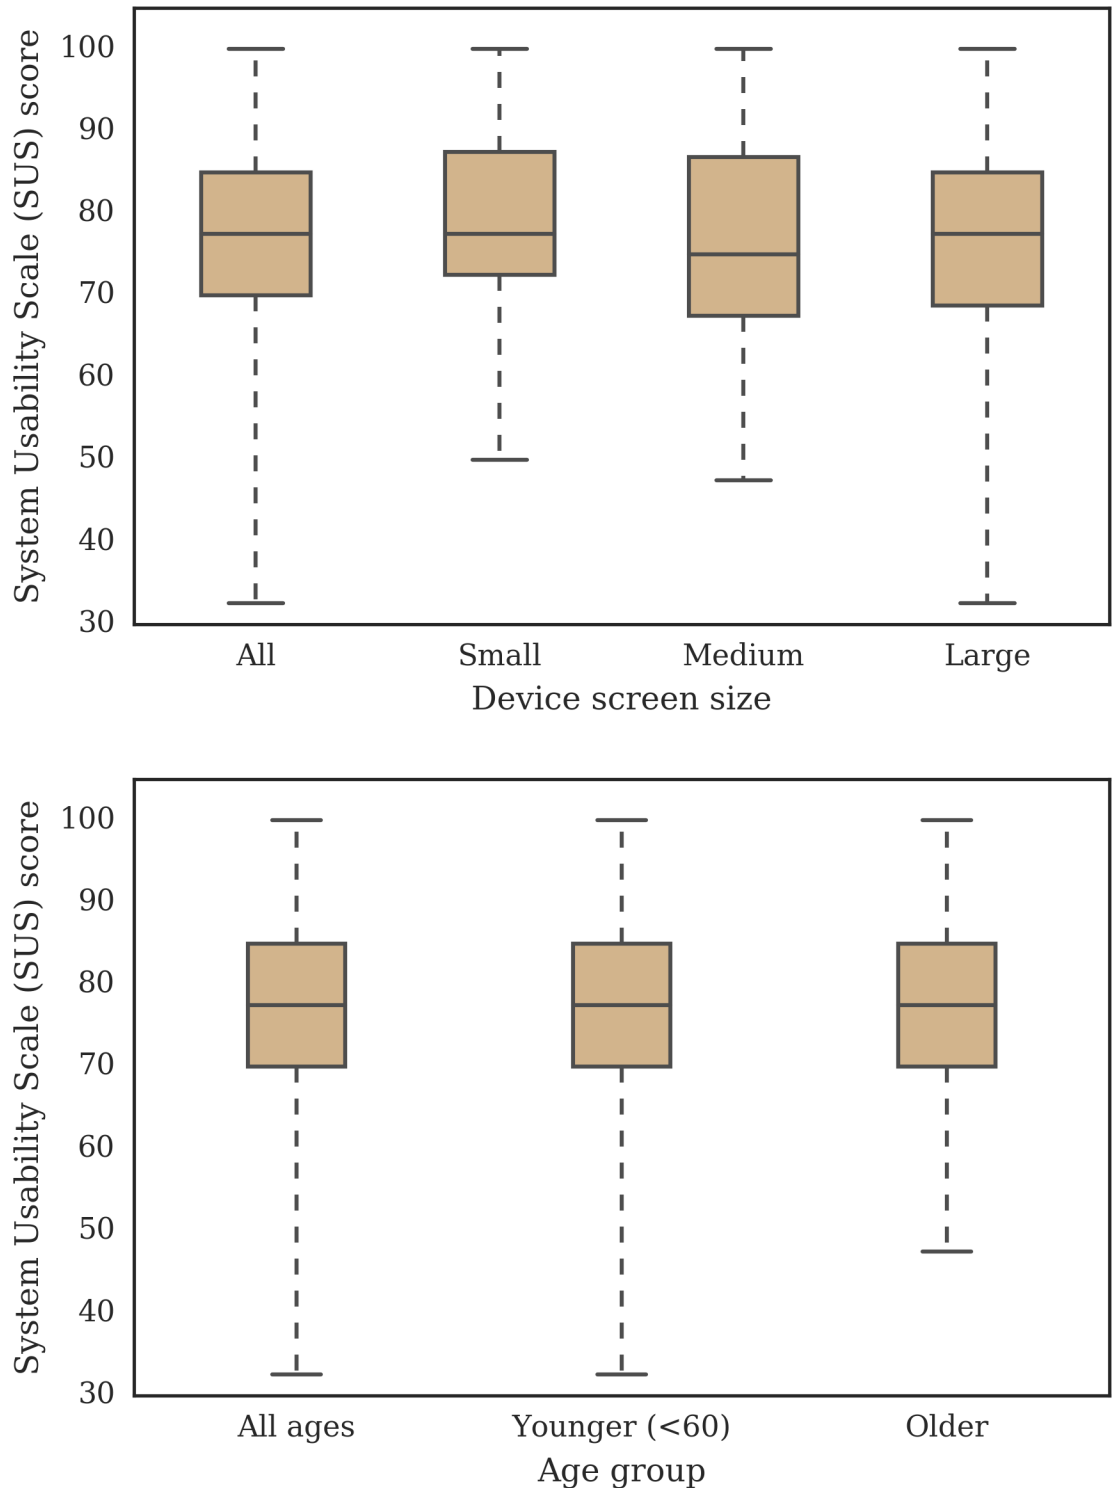 System Usability Scale (SUS) score
100
90
80
70
60
50
40
30
All Small Medium Large
Device screen size
System Usability Scale (SUS) score
100
90
80
70
60
50
40
30
All ages Younger (<60) Older
Age group